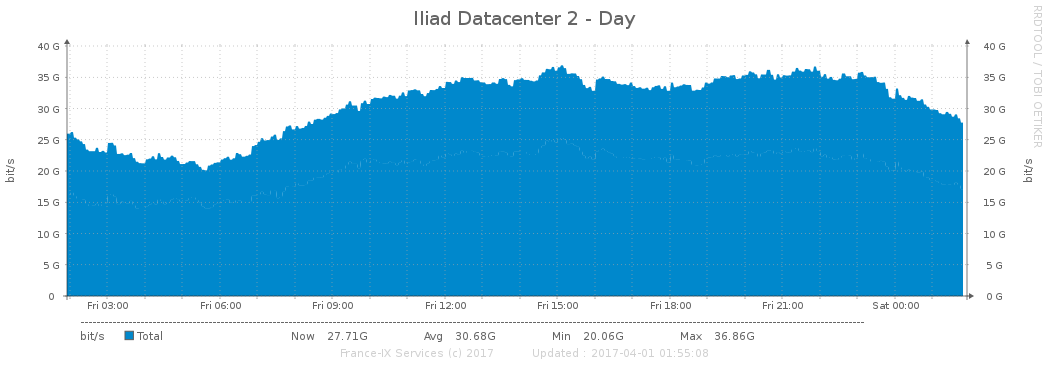 Iliad Datacenter 2 - Day
RRDTOOL / TOBI OETIKER
40 G 40 G
35 G 35 G
30 G 30 G
25 G 25 G
20 G 20 G
15 G 15 G
10 G 10 G
5 G 5 G
0 0 G
bit/s bit/s
Fri 03:00 Fri 06:00 Fri 09:00 Fri 12:00 Fri 15:00 Fri 18:00 Fri 21:00 Sat 00:00
bit/s Total Now 27.71G Avg 30.68G Min 20.06G Max 36.86G
France-IX Services (c) 2017 Updated : 2017-04-01 01:55:08